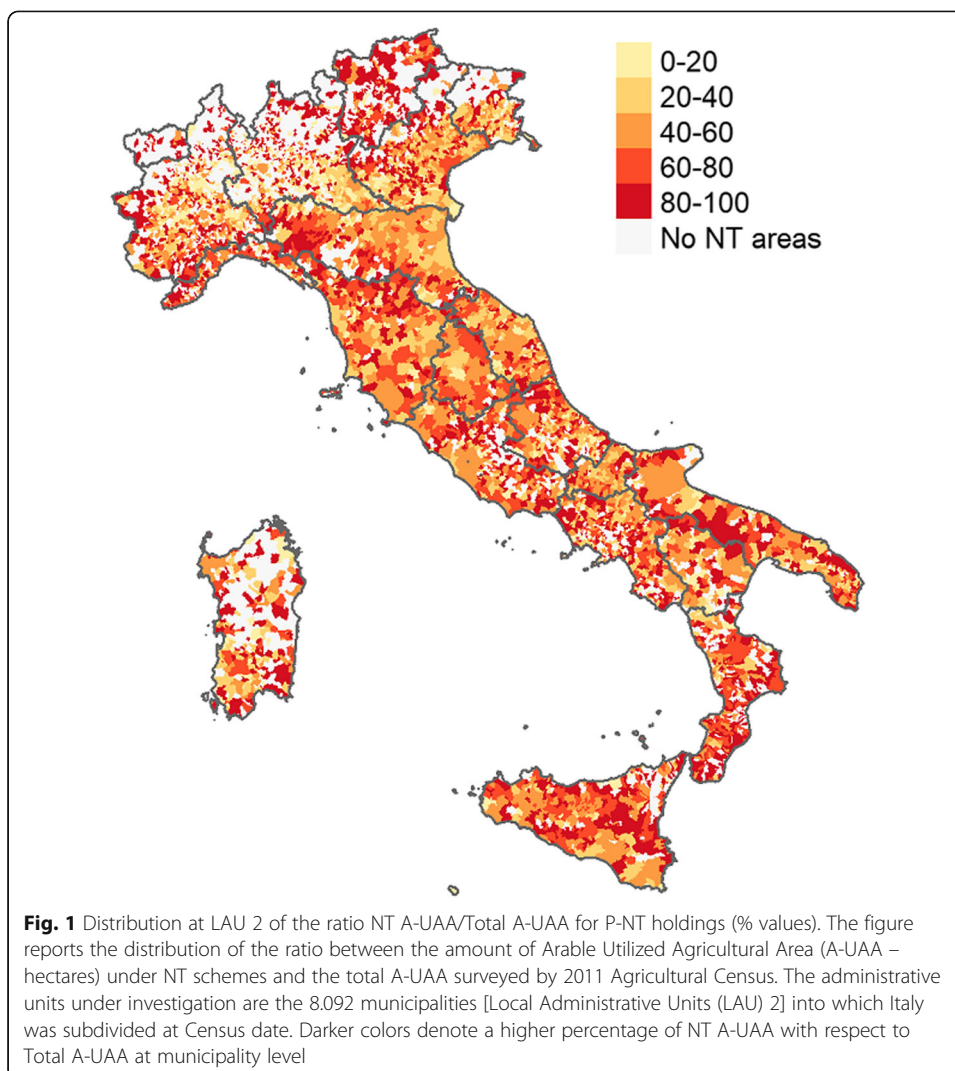 0-20
20-40
40-60
60-80
80-100
No NT areas
Fig. 1 Distribution at LAU 2 of the ratio NT A-UAA/Total A-UAA for P-NT holdings (% values). The figure
reports the distribution of the ratio between the amount of Arable Utilized Agricultural Area (A-UAA –
hectares) under NT schemes and the total A-UAA surveyed by 2011 Agricultural Census. The administrative
units under investigation are the 8.092 municipalities [Local Administrative Units (LAU) 2] into which Italy
was subdivided at Census date. Darker colors denote a higher percentage of NT A-UAA with respect to
Total A-UAA at municipality level